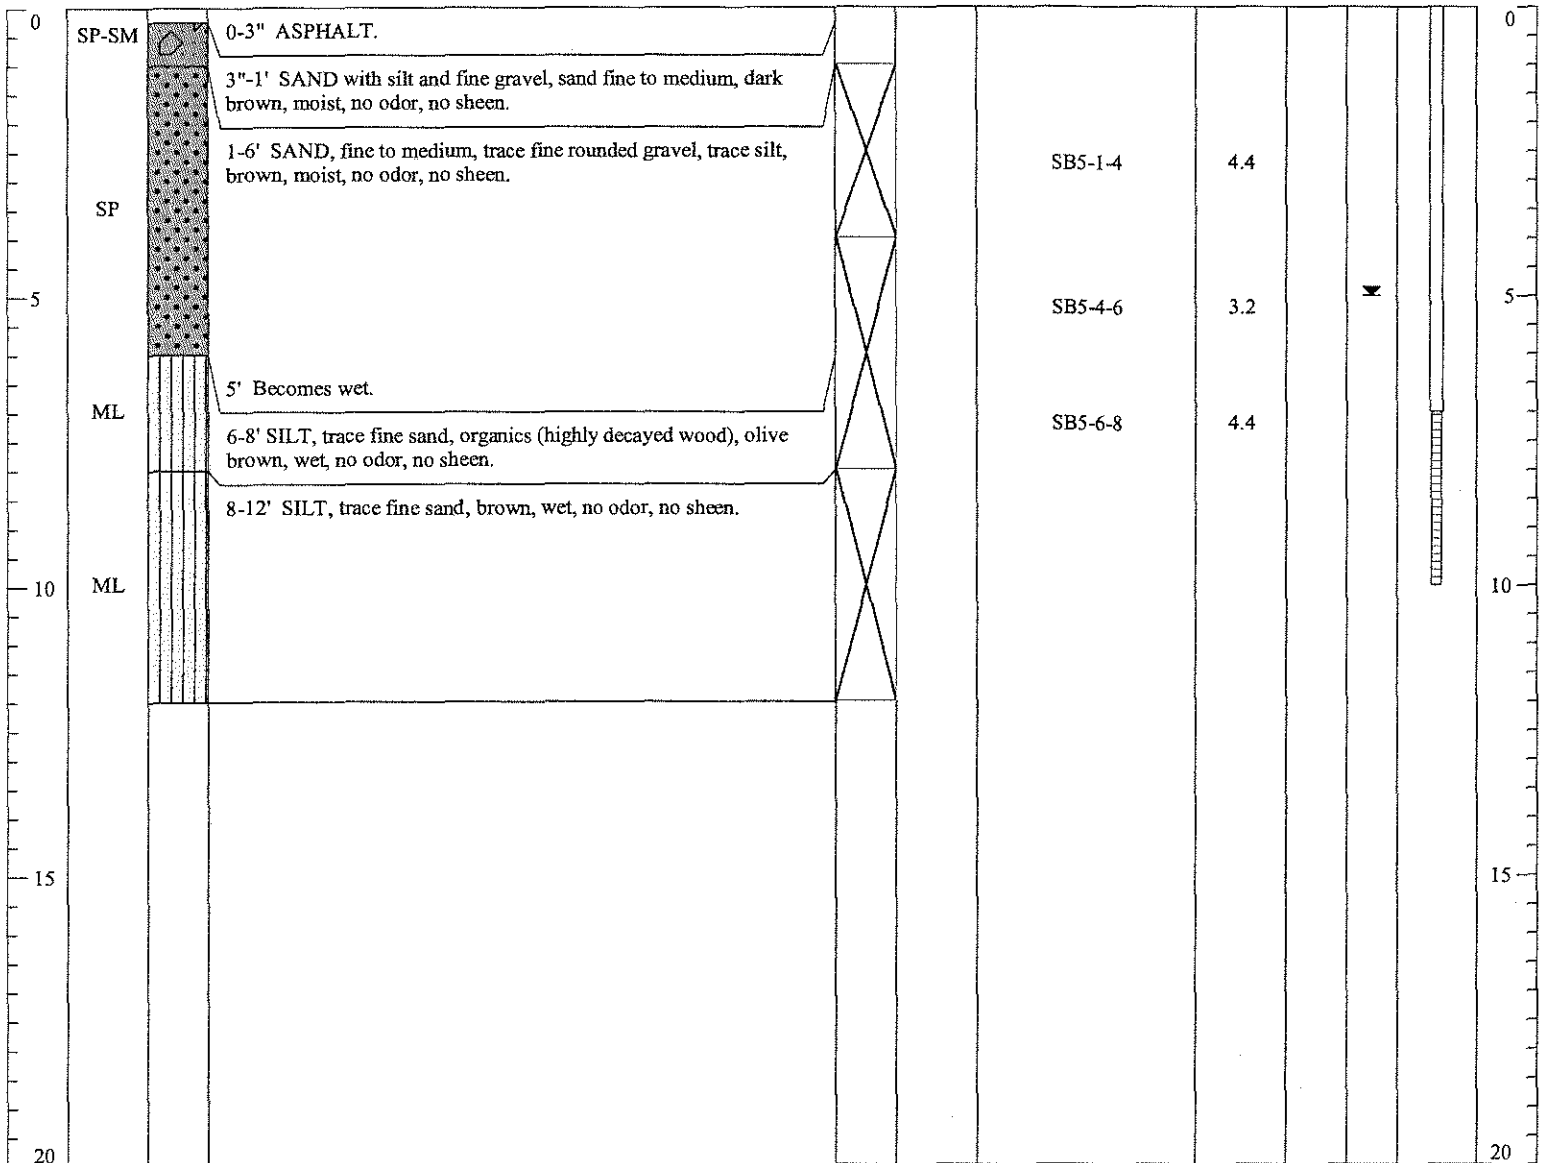 0
SP-SM
0-3" ASPHALT.
0
3"-1' SAND with silt and fine gravel, sand fine to medium, dark
brown, moist, no odor, no sheen.
1-6' SAND, fine to medium, trace fine rounded gravel, trace silt,
brown, moist, no odor, no sheen.
SB5-1-4
4.4
SP
5
SB5-4-6
3.2
5
5' Becomes wet.
ML
6-8' SILT, trace fine sand, organics (highly decayed wood), olive
brown, wet, no odor, no sheen.
SB5-6-8
4.4
8-12' SILT, trace fine sand, brown, wet, no odor, no sheen.
10
ML
10
15
15
20
20